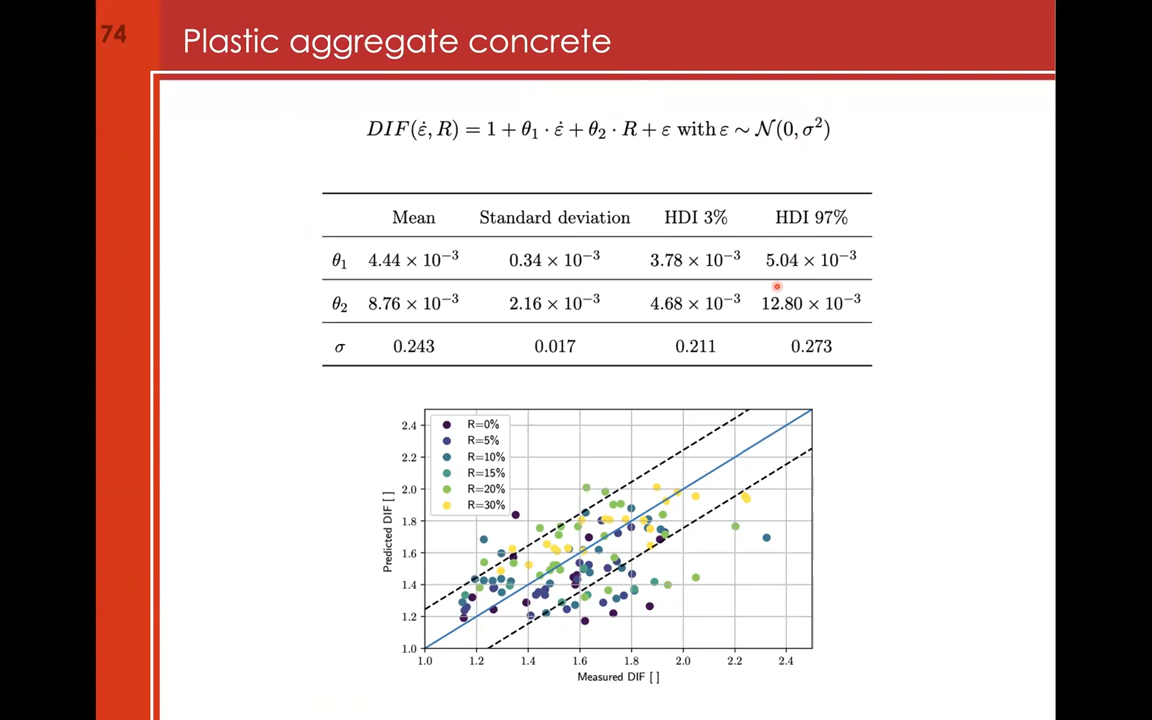 74
Plastic aggregate concrete
DIF(ε̇, R) = 1 + θ₁ · ε̇ + θ₂ · R + ε with ε ∼ 𝒩(0, σ²)
Mean Standard deviation HDI 3% HDI 97%
θ₁ 4.44 × 10⁻³ 0.34 × 10⁻³ 3.78 × 10⁻³ 5.04 × 10⁻³
θ₂ 8.76 × 10⁻³ 2.16 × 10⁻³ 4.68 × 10⁻³ 12.80 × 10⁻³
σ 0.243 0.017 0.211 0.273
R=0%
R=5%
R=10%
R=15%
R=20%
R=30%
Predicted DIF [ ]
2.4
2.2
2.0
1.8
1.6
1.4
1.2
1.0
1.0 1.2 1.4 1.6 1.8 2.0 2.2 2.4
Measured DIF [ ]